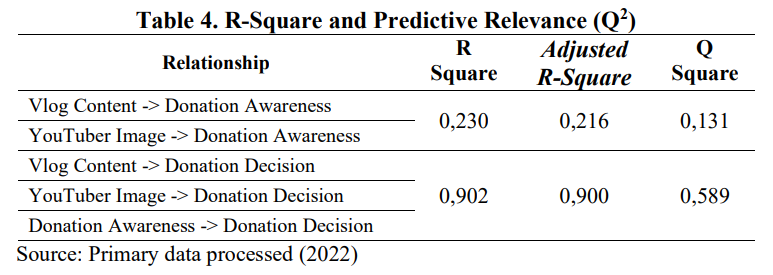 Table 4. R-Square and Predictive Relevance (Q²)
Relationship R Square Adjusted R-Square Q Square
Vlog Content -> Donation Awareness 0,230 0,216 0,131
YouTuber Image -> Donation Awareness
Vlog Content -> Donation Decision
YouTuber Image -> Donation Decision 0,902 0,900 0,589
Donation Awareness -> Donation Decision
Source: Primary data processed (2022)